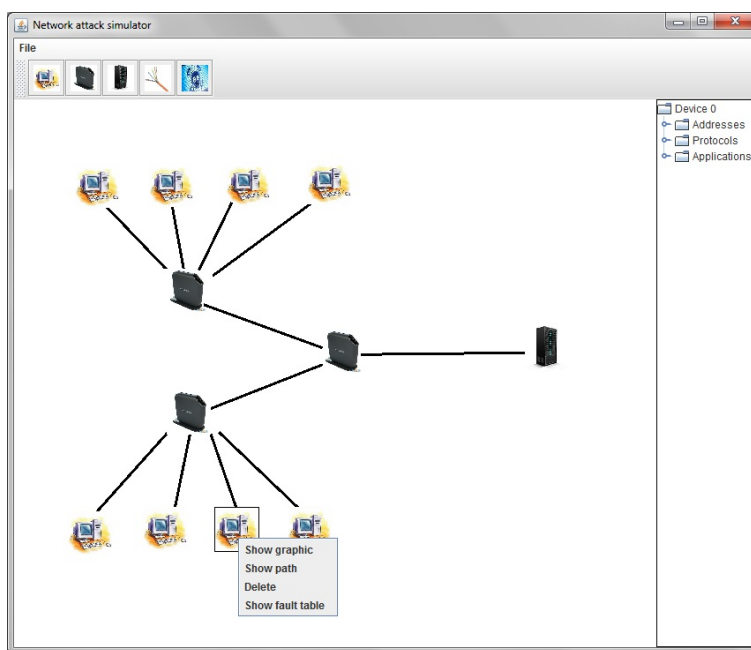 Network attack simulator
File
Device 0
Addresses
Protocols
Applications
Show graphic
Show path
Delete
Show fault table